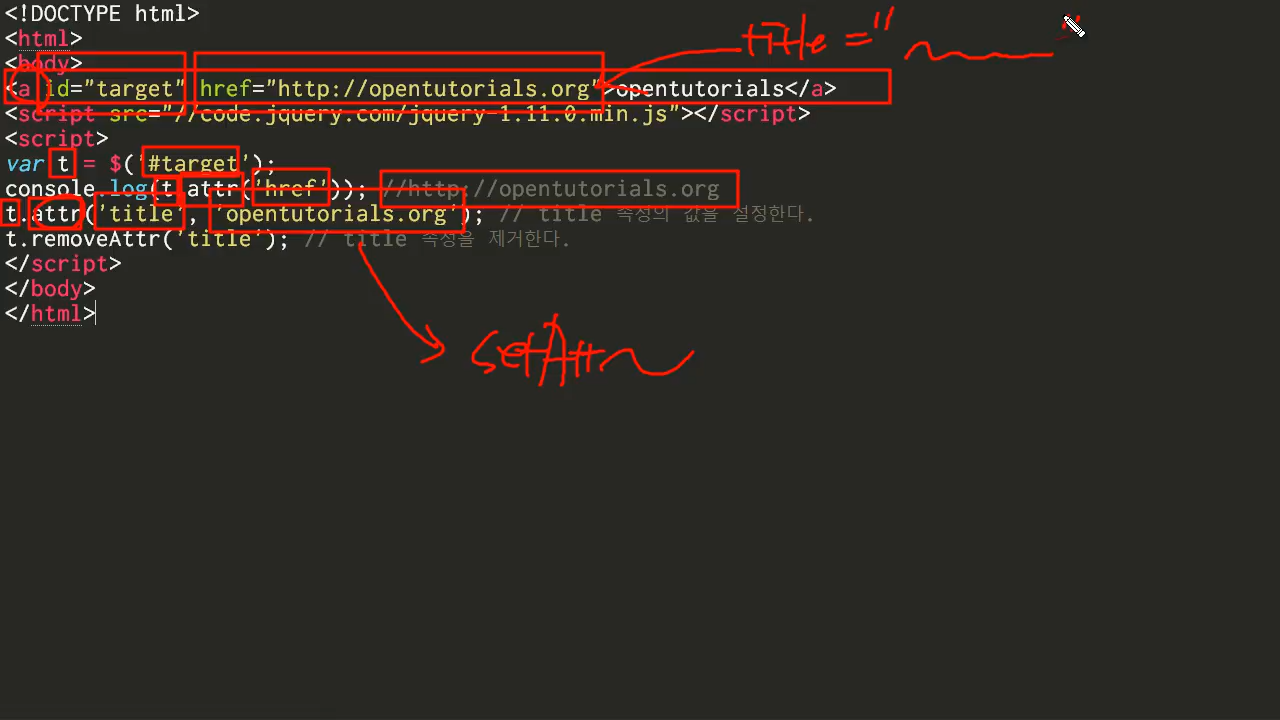 <!DOCTYPE html>
<html>
<body>
title ="
"
<a id="target" href="http://opentutorials.org">opentutorials</a>
<script src="//code.jquery.com/jquery-1.11.0.min.js"></script>
<script>
var t = $('#target');
console.log(t.attr('href')); //http://opentutorials.org
t.attr('title', 'opentutorials.org'); // title 속성의 값을 설정한다.
t.removeAttr('title'); // title 속성을 제거한다.
</script>
</body>
</html>
SetAtt